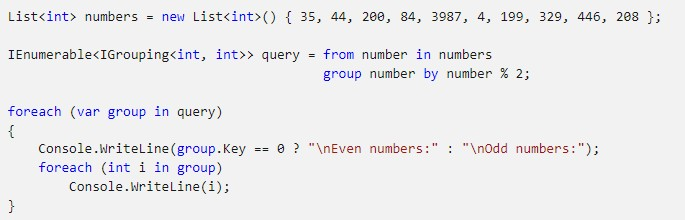 List<int> numbers = new List<int>() { 35, 44, 200, 84, 3987, 4, 199, 329, 446, 208 };

IEnumerable<IGrouping<int, int>> query = from number in numbers
                                         group number by number % 2;

foreach (var group in query)
{
    Console.WriteLine(group.Key == 0 ? "\nEven numbers:" : "\nOdd numbers:");
    foreach (int i in group)
        Console.WriteLine(i);
}